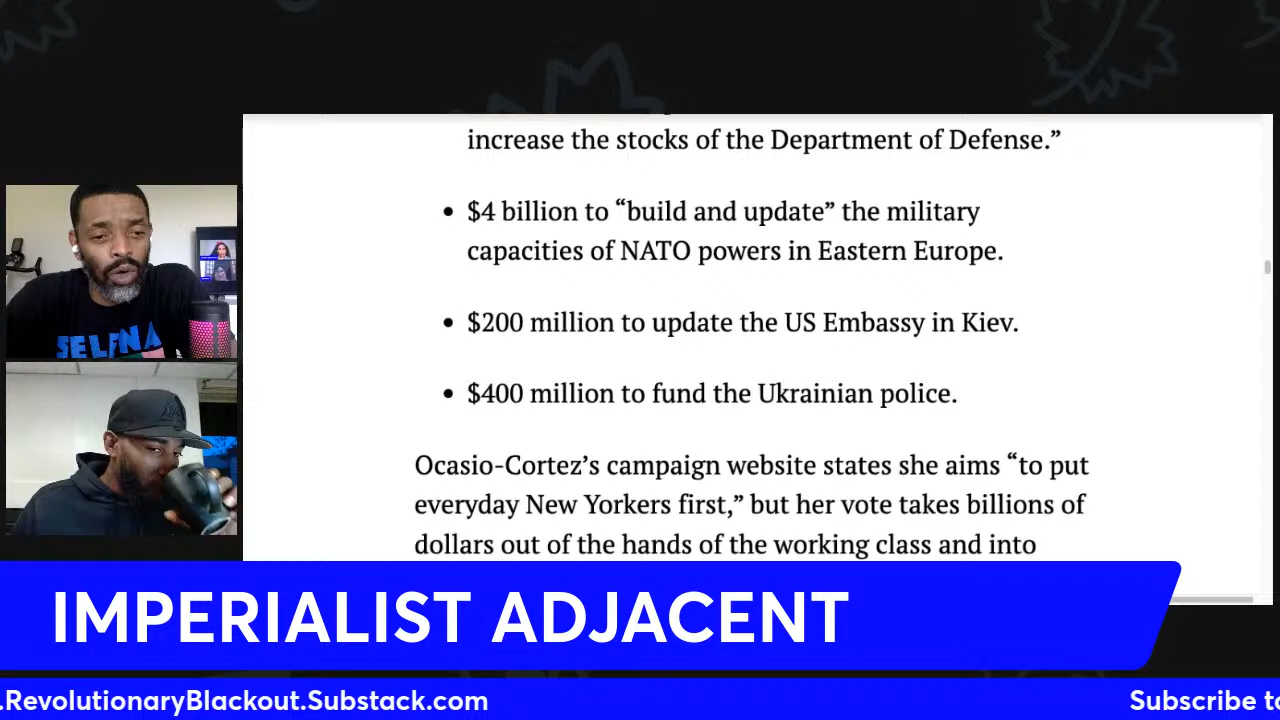 increase the stocks of the Department of Defense.”
• $4 billion to “build and update” the military
capacities of NATO powers in Eastern Europe.
• $200 million to update the US Embassy in Kiev.
• $400 million to fund the Ukrainian police.
Ocasio-Cortez’s campaign website states she aims “to put
everyday New Yorkers first,” but her vote takes billions of
dollars out of the hands of the working class and into
SELENA
IMPERIALIST ADJACENT
.RevolutionaryBlackout.Substack.com
Subscribe to